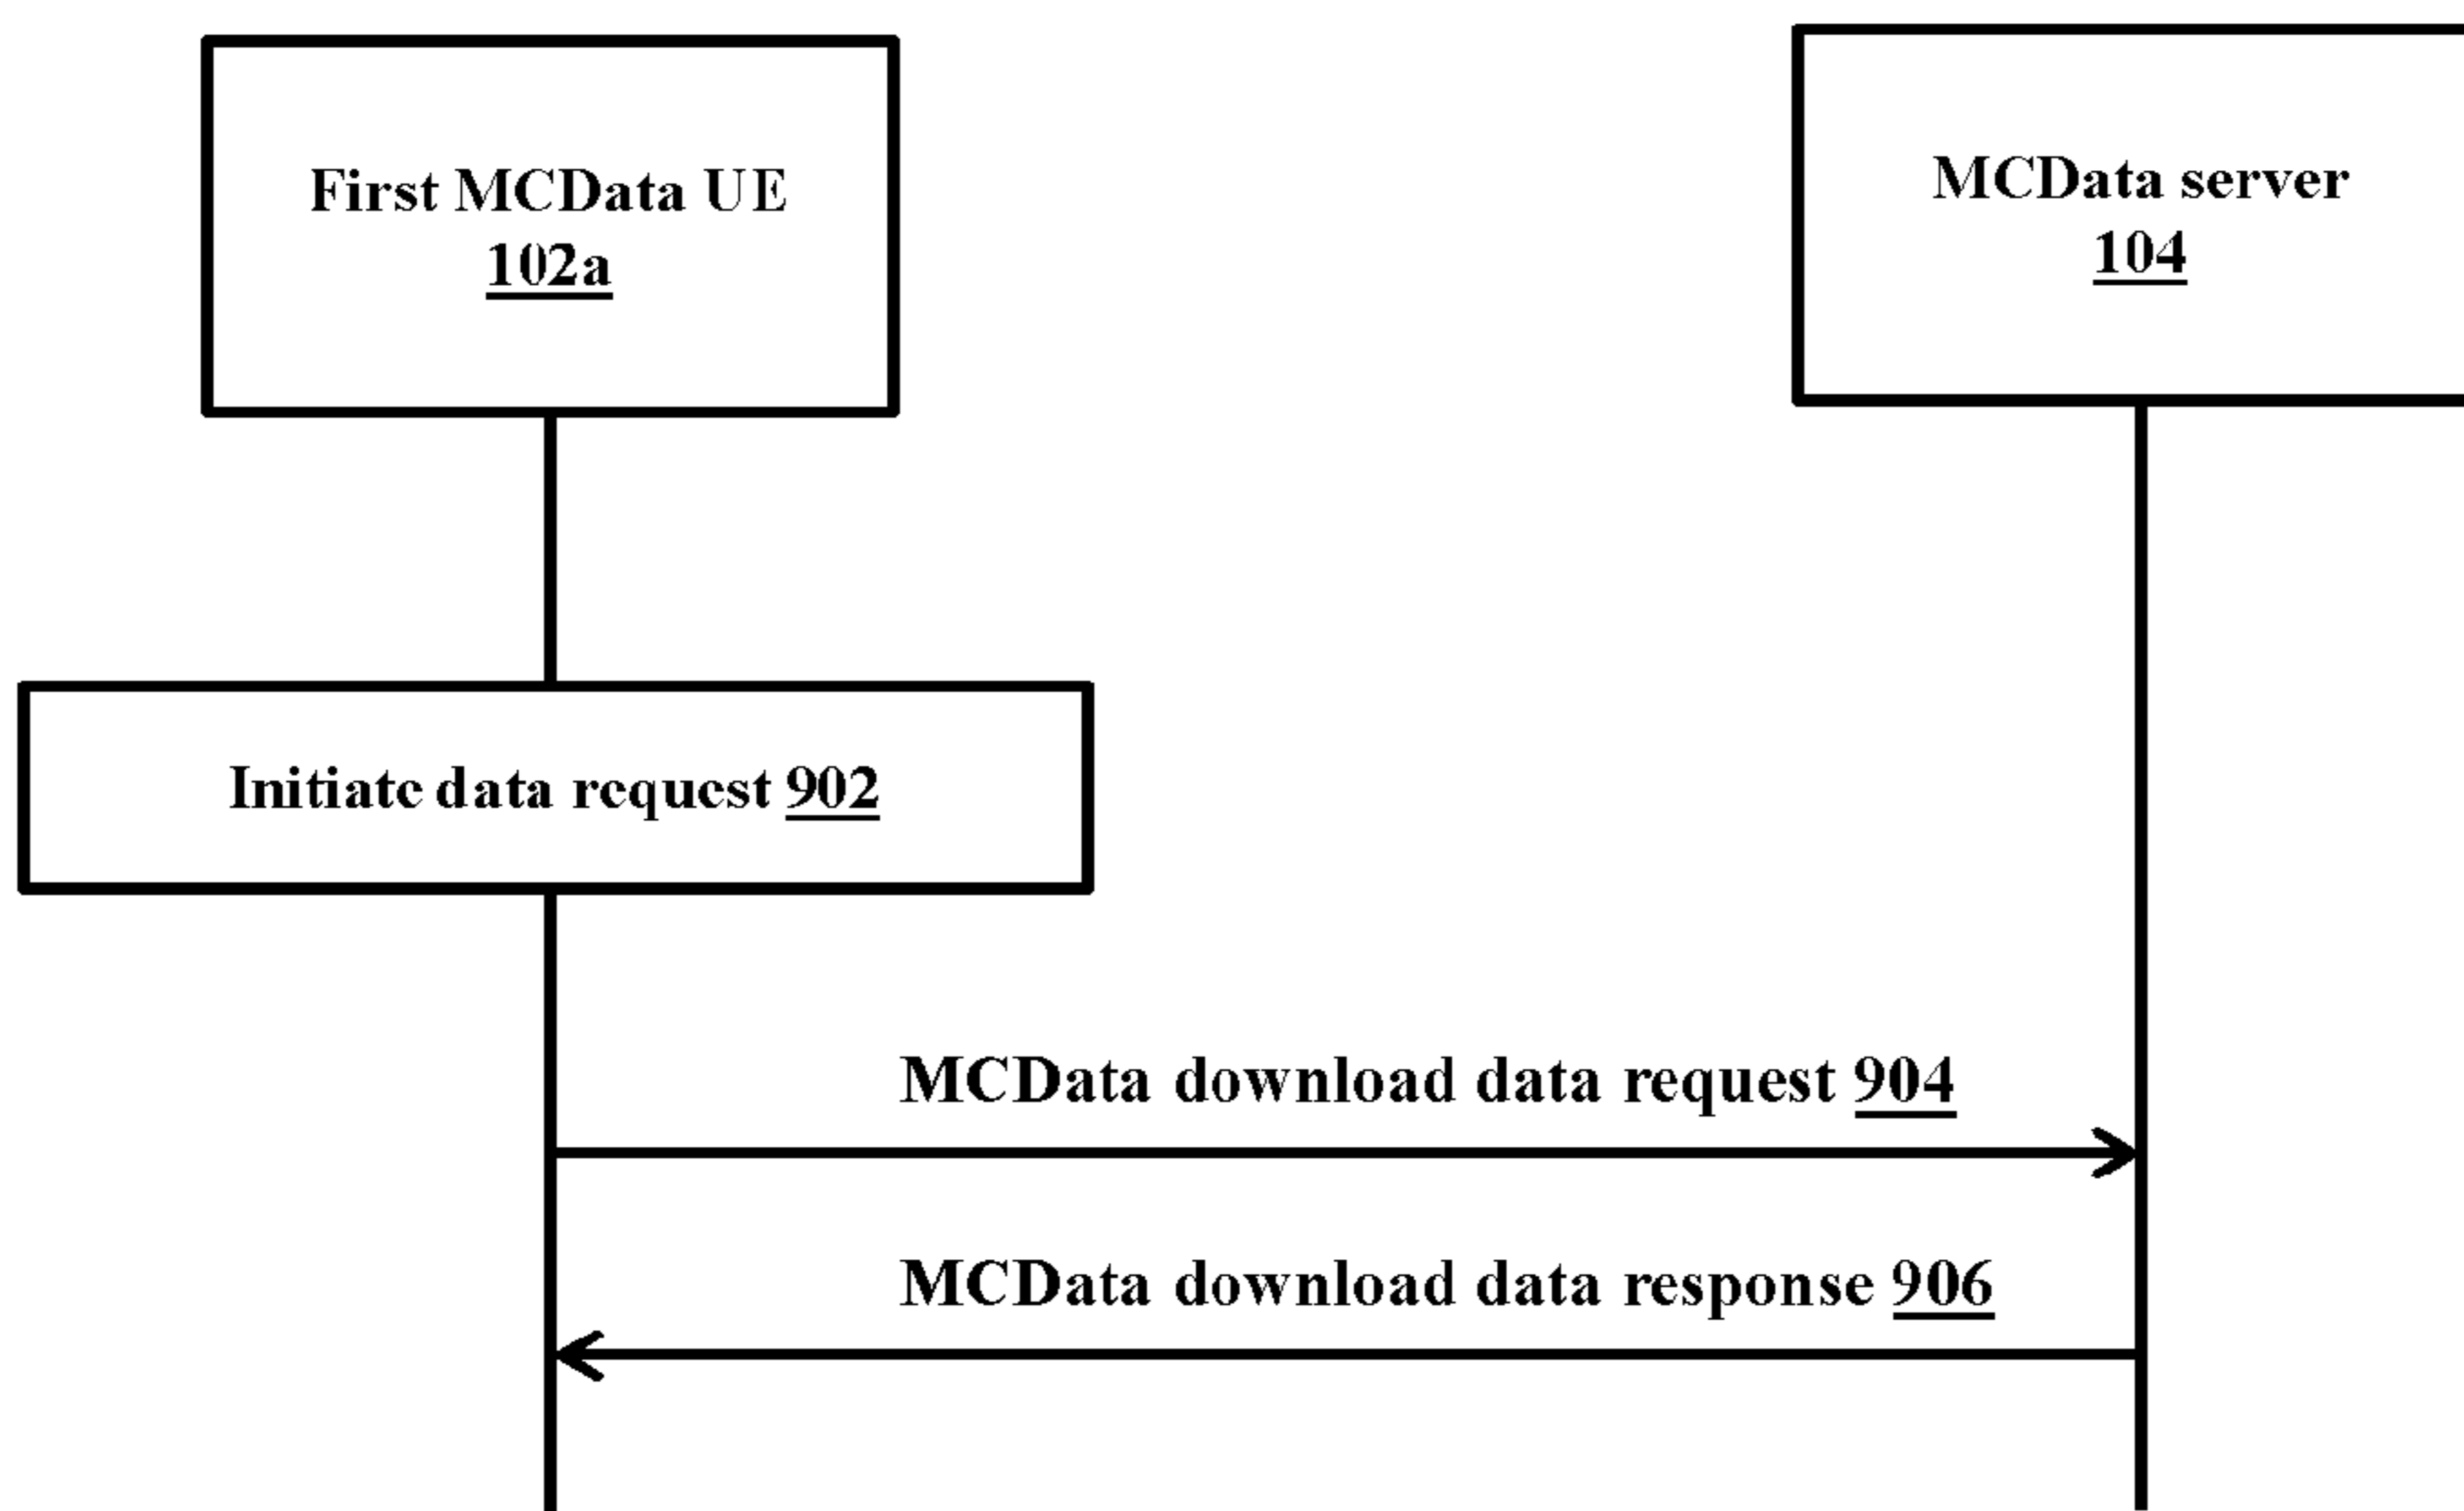 First MCData UE
102a
MCData server
104
Initiate data request 902
MCData download data request 904
MCData download data response 906